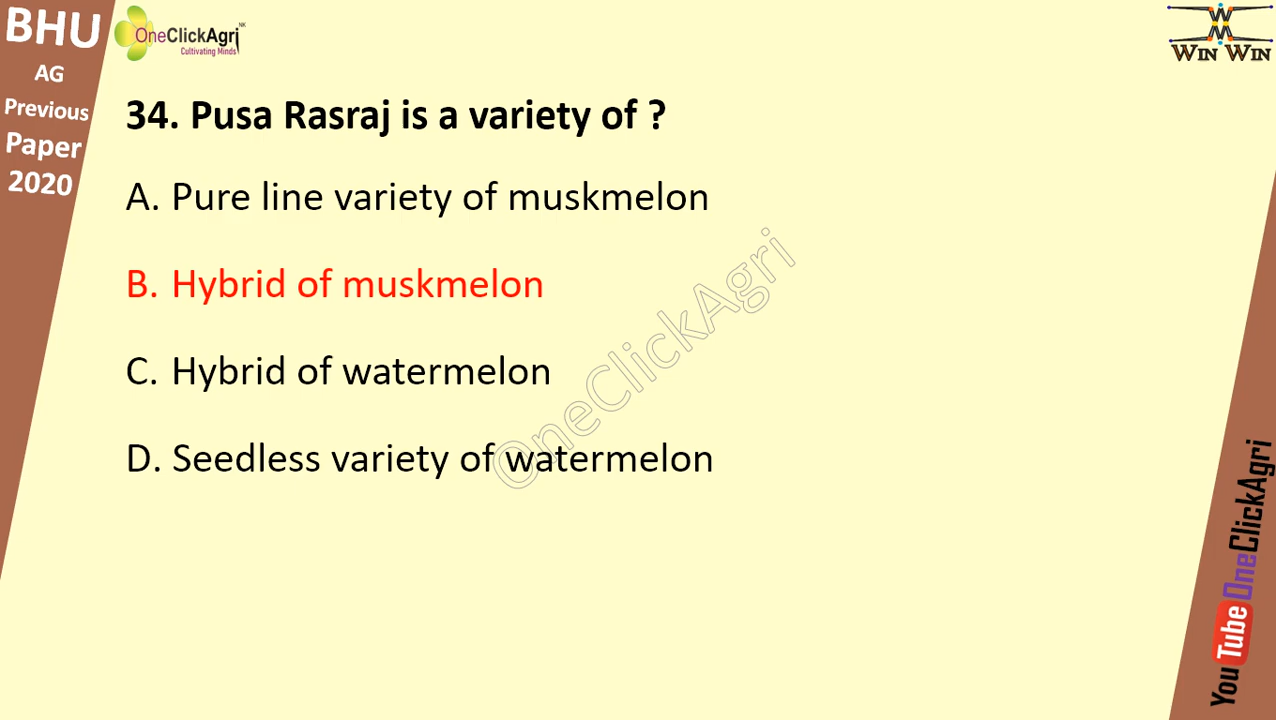 BHU
AG
Previous
Paper
2020
OneClickAgri NK
Cultivating Minds
WIN WIN
34. Pusa Rasraj is a variety of ?
A. Pure line variety of muskmelon
B. Hybrid of muskmelon
C. Hybrid of watermelon
D. Seedless variety of watermelon
©OneClickAgri
YouTube OneClickAgri